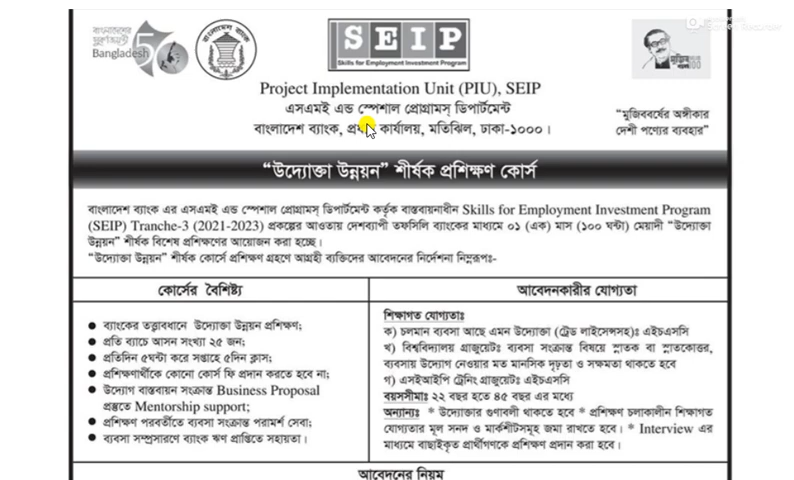 বাংলাদেশের
সুবর্ণজয়ন্তী
Bangladesh 50
SEIP
Skills for Employment Investment Program
Project Implementation Unit (PIU), SEIP
এসএমই এন্ড স্পেশাল প্রোগ্রামস্ ডিপার্টমেন্ট
বাংলাদেশ ব্যাংক, কার্যালয়, মতিঝিল, ঢাকা-১০০০।
“মুজিববর্ষের অঙ্গীকার
দেশী পণ্যের ব্যবহার”
“উদ্যোক্তা উন্নয়ন” শীর্ষক প্রশিক্ষণ কোর্স
বাংলাদেশ ব্যাংক এর এসএমই এন্ড স্পেশাল প্রোগ্রামস্ ডিপার্টমেন্ট কর্তৃক বাস্তবায়নাধীন Skills for Employment Investment Program
(SEIP) Tranche-3 (2021-2023) প্রকল্পের আওতায় দেশব্যাপী তফসিলি ব্যাংকের মাধ্যমে ০১ (এক) মাস (১০০ ঘন্টা) মেয়াদী “উদ্যোক্তা
উন্নয়ন” শীর্ষক বিশেষ প্রশিক্ষণের আয়োজন করা হচ্ছে।
“উদ্যোক্তা উন্নয়ন” শীর্ষক কোর্সে প্রশিক্ষণ গ্রহণে আগ্রহী ব্যক্তিদের আবেদনের নির্দেশনা নিম্নরূপঃ-
কোর্সের বৈশিষ্ট্য
● ব্যাংকের তত্ত্বাবধানে উদ্যোক্তা উন্নয়ন প্রশিক্ষণ;
● প্রতি ব্যাচে আসন সংখ্যা ২৫ জন;
● প্রতিদিন ৫ঘন্টা করে সপ্তাহে ৫দিন ক্লাস;
● প্রশিক্ষণার্থীকে কোনো কোর্স ফি প্রদান করতে হবে না;
● উদ্যোগ বাস্তবায়ন সংক্রান্ত Business Proposal
প্রস্তুতে Mentorship support;
● প্রশিক্ষণ পরবর্তীতে ব্যবসা সংক্রান্ত পরামর্শ সেবা;
● ব্যবসা সম্প্রসারণে ব্যাংক ঋণ প্রাপ্তিতে সহায়তা।
আবেদনকারীর যোগ্যতা
শিক্ষাগত যোগ্যতাঃ
ক) চলমান ব্যবসা আছে এমন উদ্যোক্তা (ট্রেড লাইসেন্সসহ)ঃ এইচএসসি
খ) বিশ্ববিদ্যালয় গ্রাজুয়েটঃ ব্যবসা সংক্রান্ত বিষয়ে স্নাতক বা স্নাতকোত্তর,
ব্যবসায় উদ্যোগ নেওয়ার মত মানসিক দৃঢ়তা ও সক্ষমতা থাকতে হবে
গ) এসইআইপি ট্রেনিং গ্রাজুয়েটঃ এইচএসসি
বয়সসীমাঃ ২২ বছর হতে ৪৫ বছর এর মধ্যে
অন্যান্যঃ * উদ্যোক্তার গুণাবলী থাকতে হবে * প্রশিক্ষণ চলাকালীন শিক্ষাগত
যোগ্যতার মূল সনদ ও মার্কশীটসমূহ জমা রাখতে হবে। * Interview এর
মাধ্যমে বাছাইকৃত প্রার্থীগণকে প্রশিক্ষণ প্রদান করা হবে।
আবেদনের নিয়ম